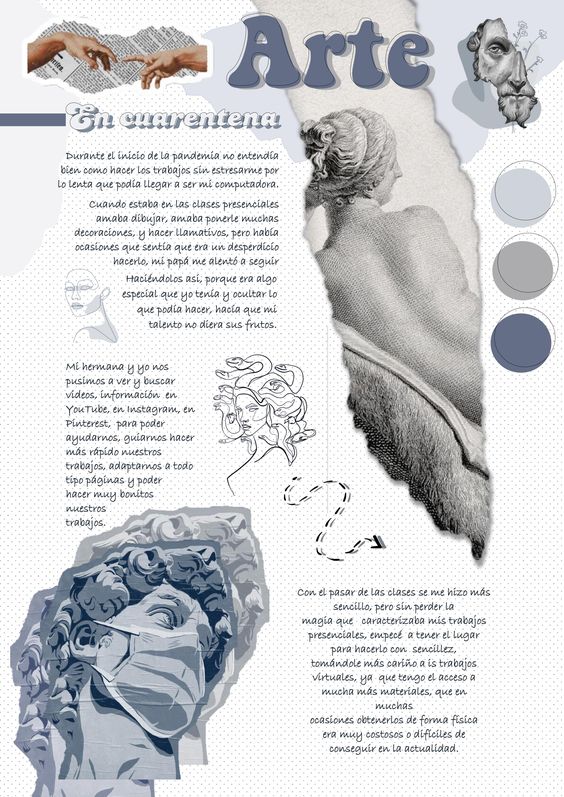 Arte
En cuarentena
Durante el inicio de la pandemia no entendía
bien como hacer los trabajos sin estresarme por
lo lenta que podía llegar a ser mi computadora.
Cuando estaba en las clases presenciales
amaba dibujar, amaba ponerle muchas
decoraciones, y hacer llamativos, pero había
ocasiones que sentía que era un desperdicio
hacerlo, mi papá me alentó a seguir
Haciéndolos así, porque era algo
especial que yo tenía y ocultar lo
que podía hacer, hacía que mi
talento no diera sus frutos.
Mi hermana y yo nos
pusimos a ver y buscar
videos, información en
YouTube, en Instagram, en
Pinterest, para poder
ayudarnos, guiarnos hacer
más rápido nuestros
trabajos, adaptarnos a todo
tipo páginas y poder
hacer muy bonitos
nuestros
trabajos.
Con el pasar de las clases se me hizo más
sencillo, pero sin perder la
magia que caracterizaba mis trabajos
presenciales, empecé a tener el lugar
para hacerlo con sencillez,
tomándole más cariño a is trabajos
virtuales, ya que tengo el acceso a
mucha más materiales, que en
muchas
ocasiones obtenerlos de forma física
era muy costosos o difíciles de
conseguir en la actualidad.